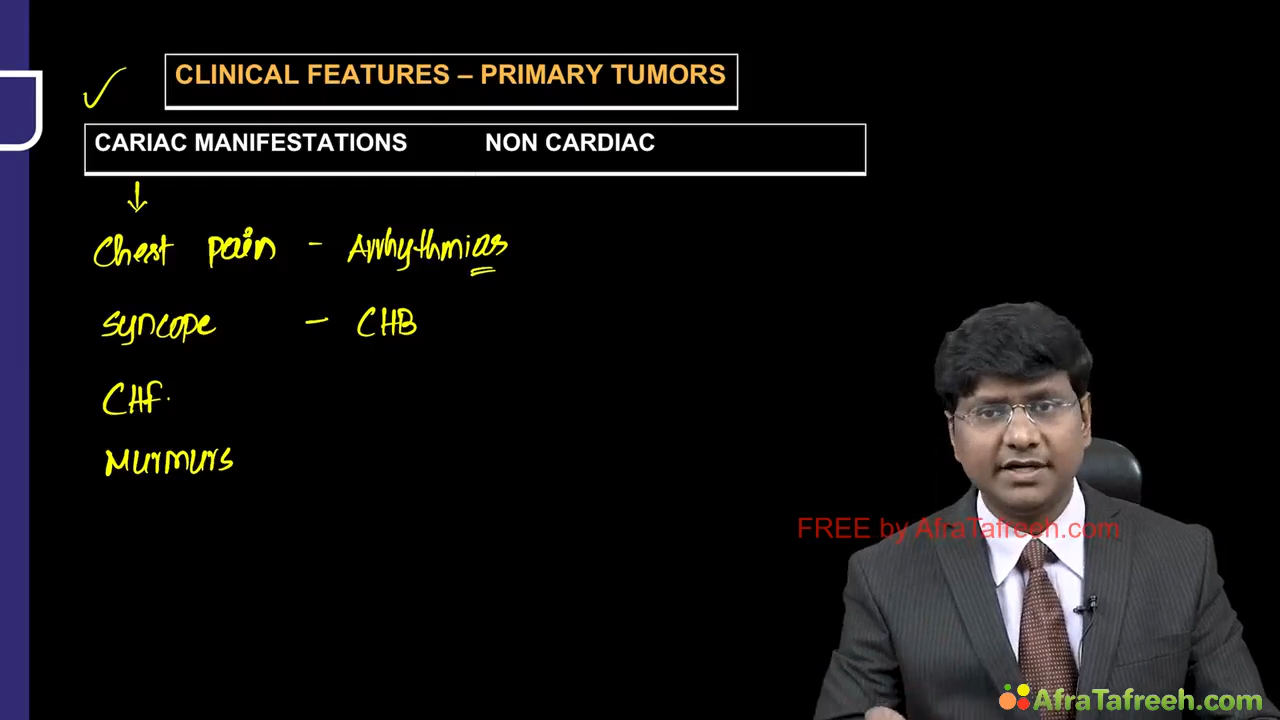 CLINICAL FEATURES – PRIMARY TUMORS
CARIAC MANIFESTATIONS NON CARDIAC
Chest pain - Arrhythmias
syncope - CHB
CHF.
Murmurs
FREE by AfraTafreeh.com
AfraTafreeh.com